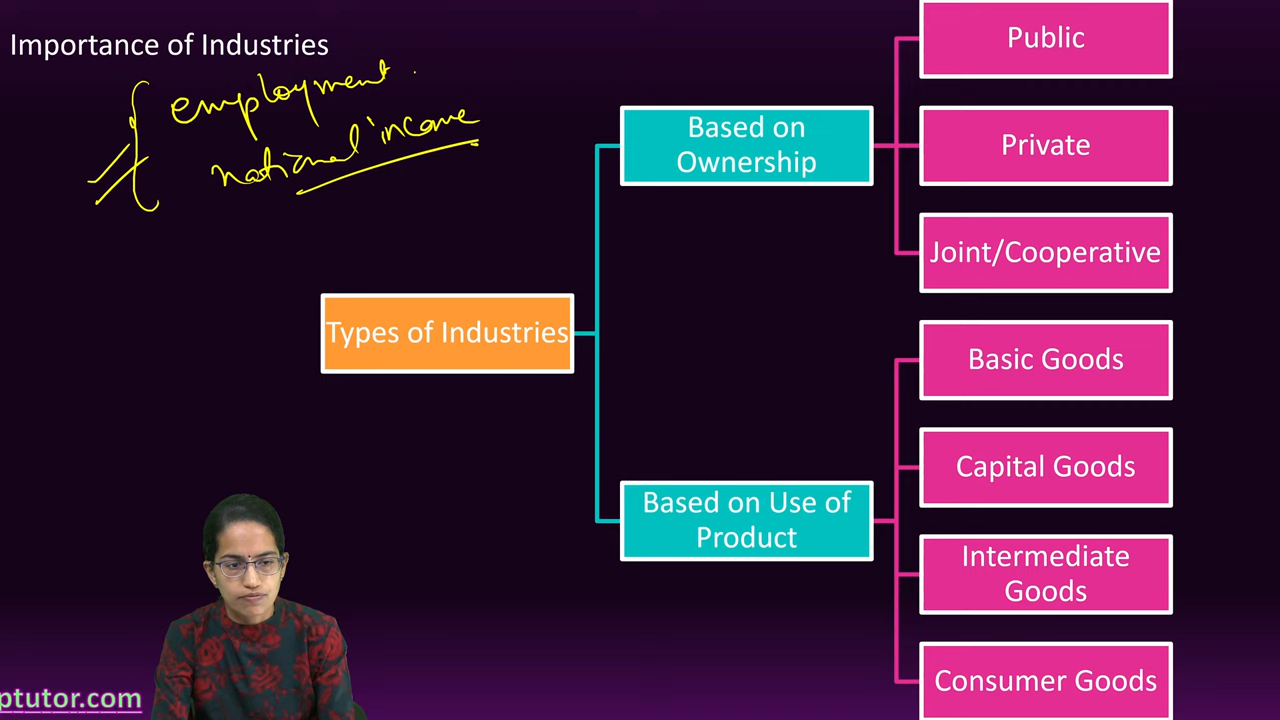 Importance of Industries
employment
national income
Types of Industries
Based on
Ownership
Public
Private
Joint/Cooperative
Based on Use of
Product
Basic Goods
Capital Goods
Intermediate
Goods
Consumer Goods
ptutor.com